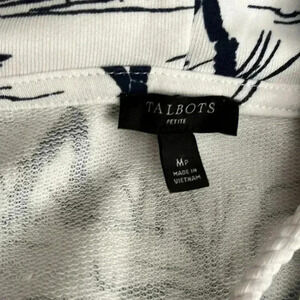 TALBOTS
PETITE
MP
MADE IN
VIETNAM